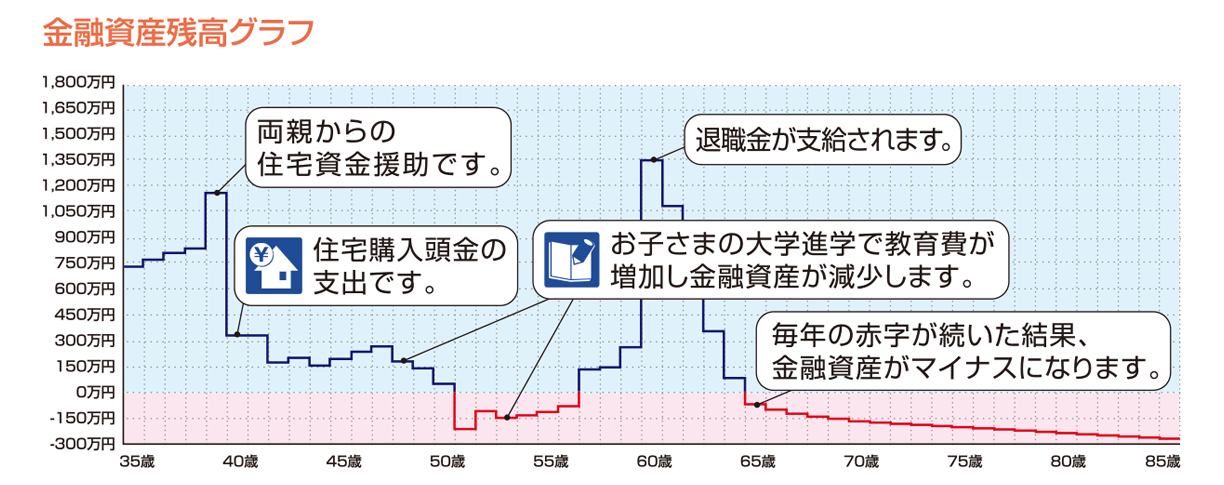 金融資産残高グラフ
1,800万円
1,650万円
1,500万円
1,350万円
1,200万円
1,050万円
900万円
750万円
600万円
450万円
300万円
150万円
0万円
-150万円
-300万円
両親からの
住宅資金援助です。
退職金が支給されます。
¥
住宅購入頭金の
支出です。
お子さまの大学進学で教育費が
増加し金融資産が減少します。
毎年の赤字が続いた結果、
金融資産がマイナスになります。
35歳 40歳 45歳 50歳 55歳 60歳 65歳 70歳 75歳 80歳 85歳